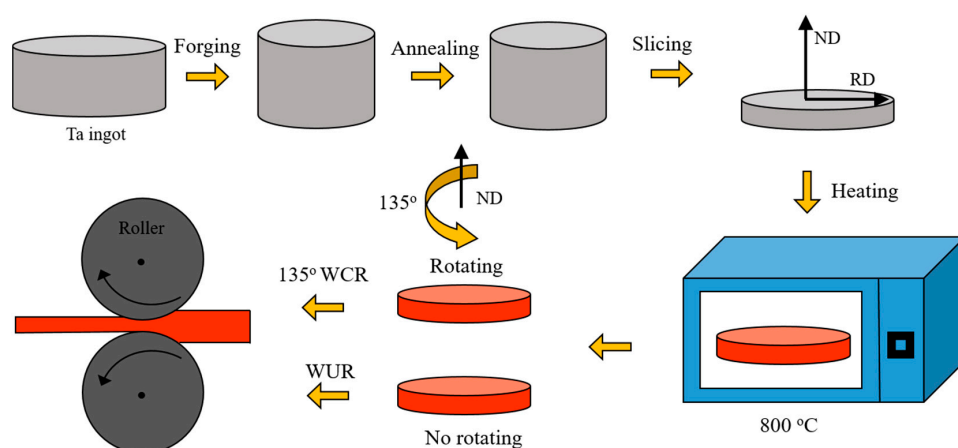 Forging
Annealing
Slicing
ND
RD
Ta ingot
135°
ND
Heating
Roller
Rotating
135° WCR
WUR
No rotating
800 °C